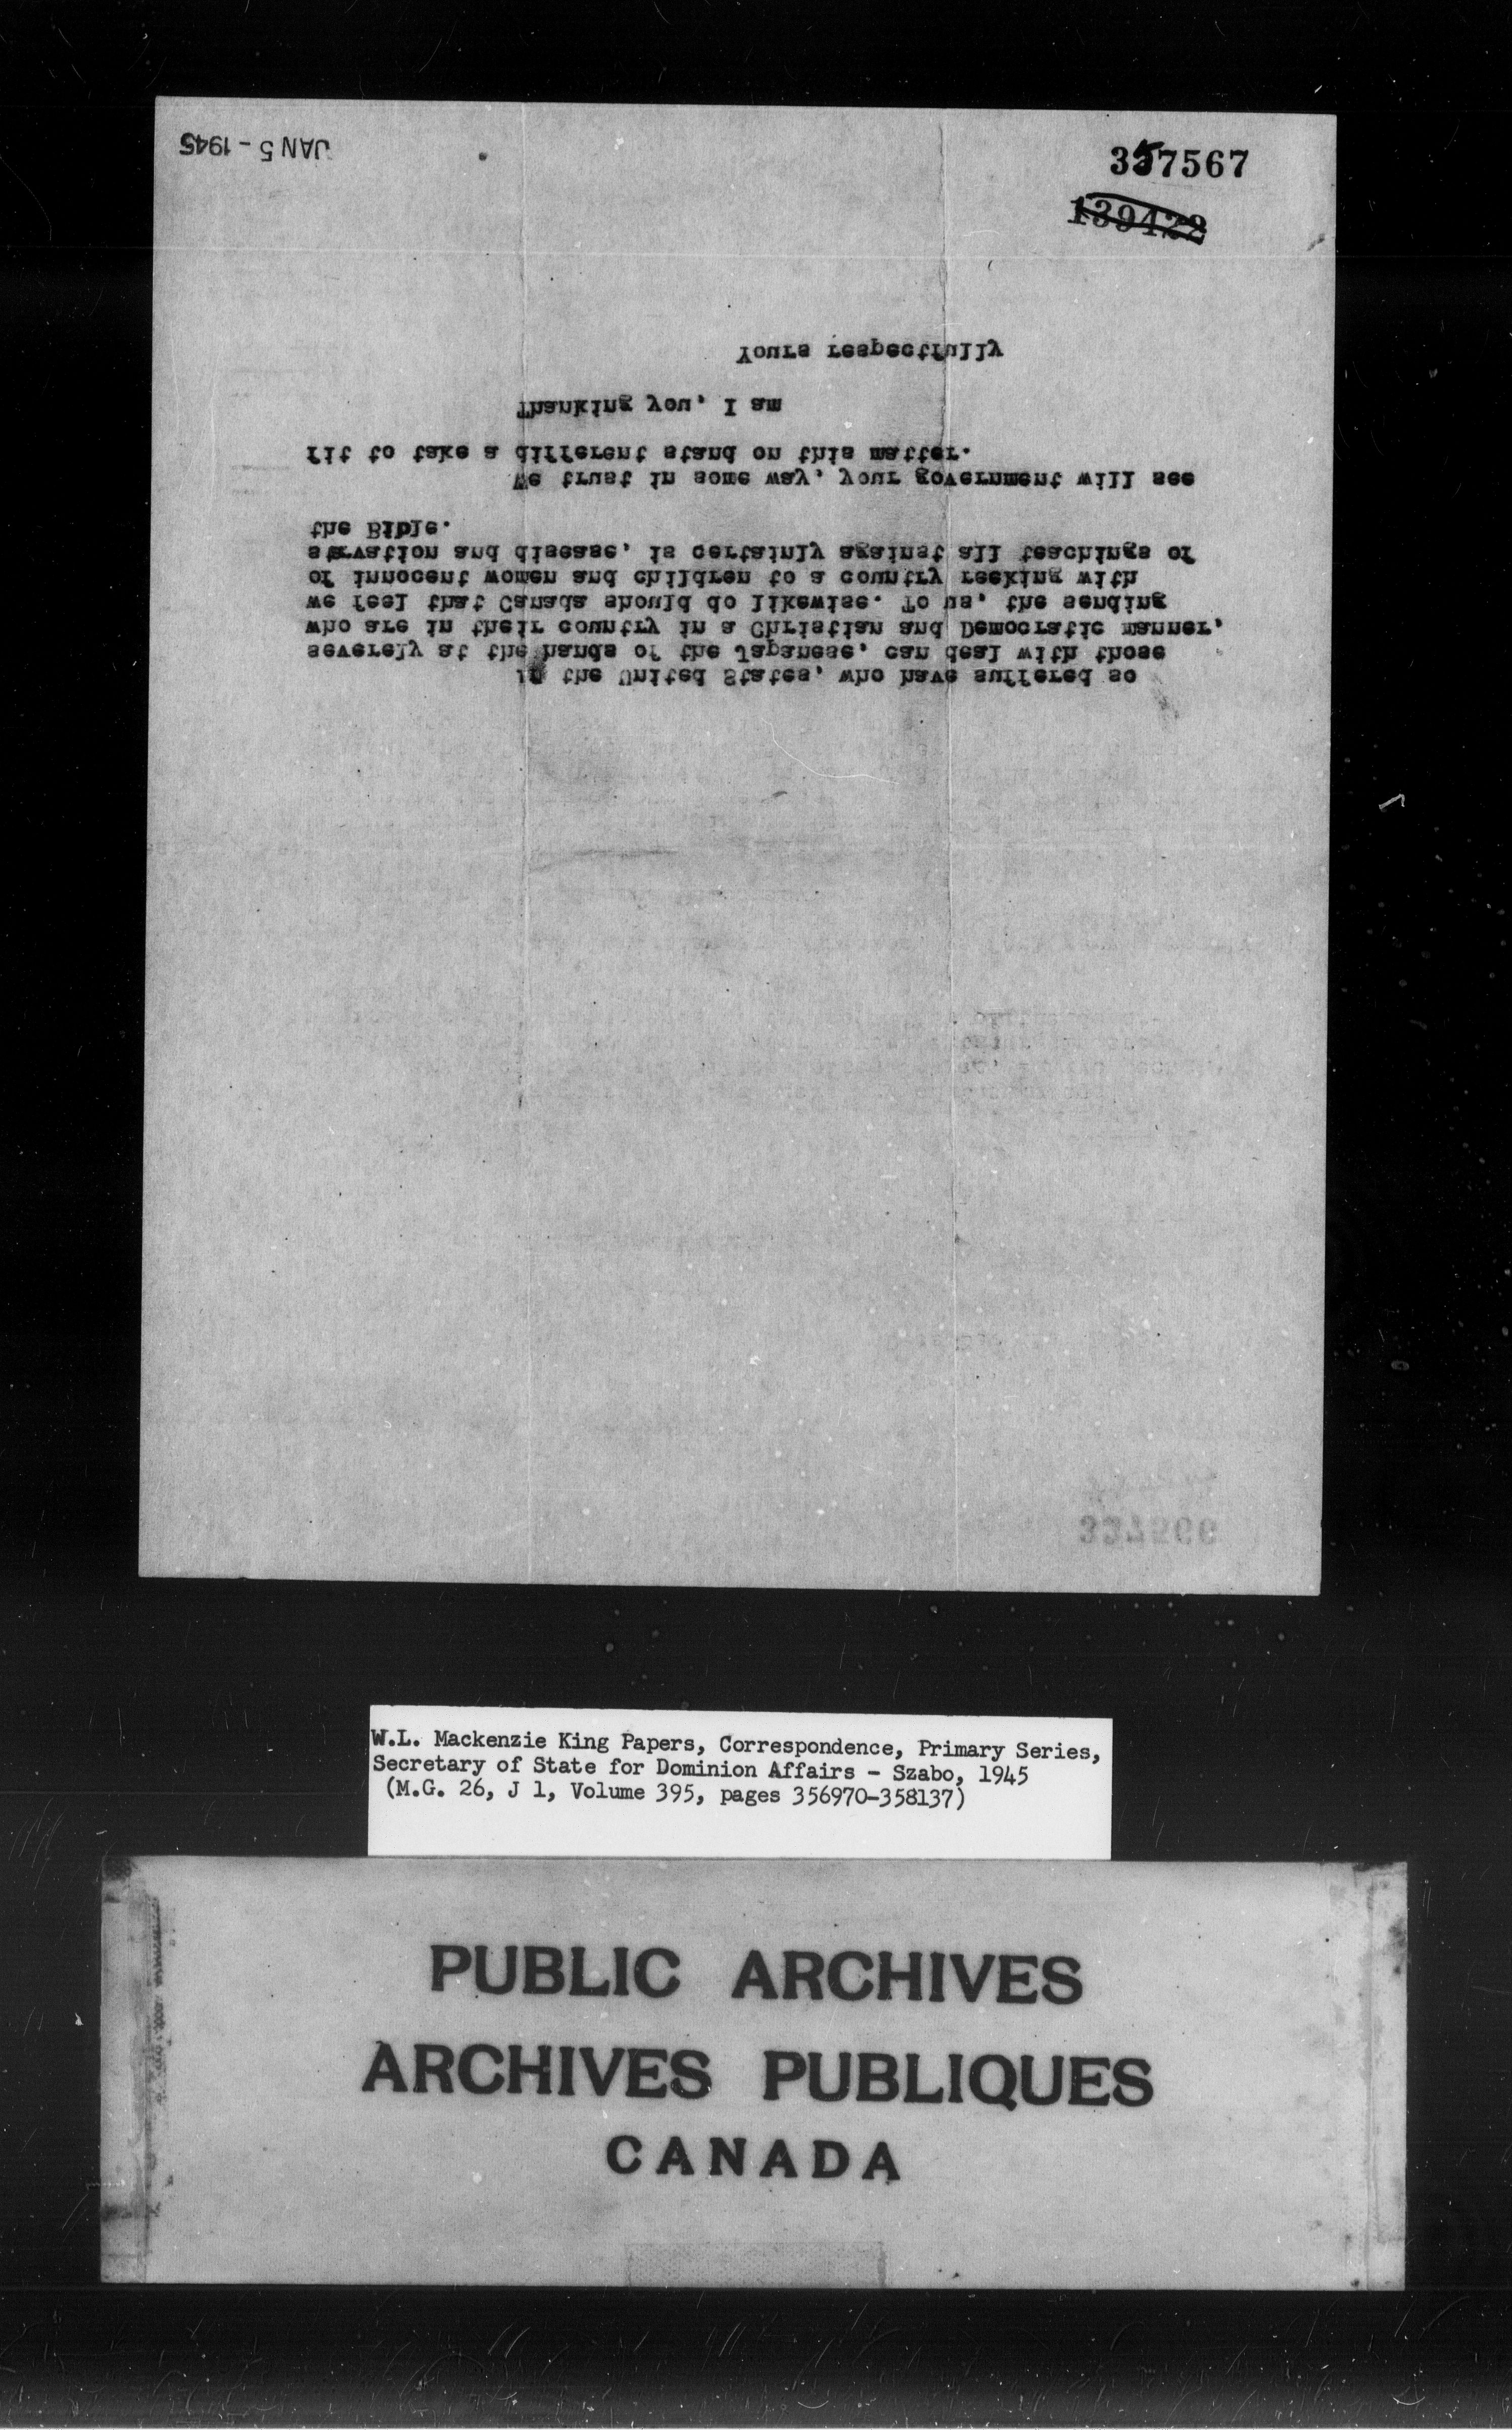 JAN 5 - 1945
357567
139422
If the United States, who have suffered so
severely at the hands of the Japanese, can deal with those
who are in their country in a Christian and Democratic manner,
we feel that Canada should do likewise. To us, the sending
of innocent women and children to a country reeking with
starvation and disease, is certainly against all teachings of
the Bible.
We trust in some way, your government will see
fit to take a different stand on this matter.
Thanking you, I am
Yours respectfully
W.L. Mackenzie King Papers, Correspondence, Primary Series,
Secretary of State for Dominion Affairs - Szabo, 1945
(M.G. 26, J 1, Volume 395, pages 356970-358137)
PUBLIC ARCHIVES
ARCHIVES PUBLIQUES
CANADA